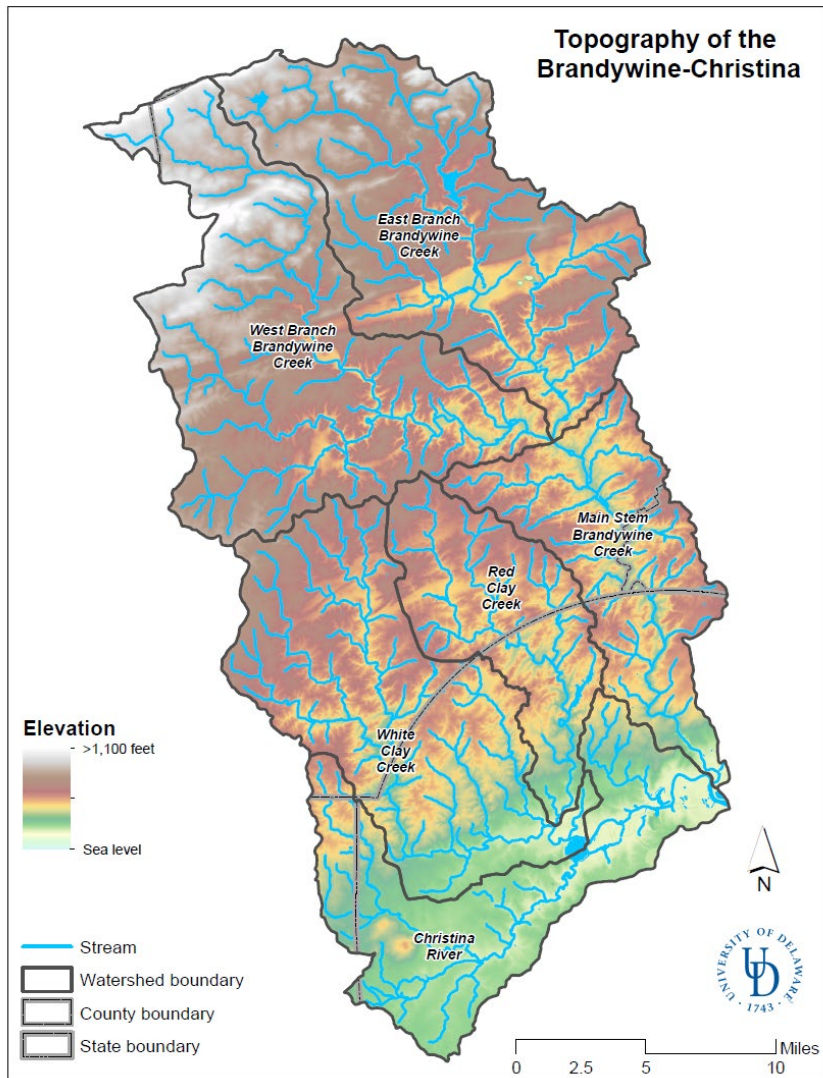 Topography of the
Brandywine-Christina
East Branch
Brandywine
Creek
West Branch
Brandywine
Creek
Main Stem
Brandywine
Creek
Red
Clay
Creek
White
Clay
Creek
Christina
River
Elevation
>1,100 feet
Sea level
Stream
Watershed boundary
County boundary
State boundary
N
UNIVERSITY OF DELAWARE
UD
· 1743 ·
Miles
0 2.5 5 10